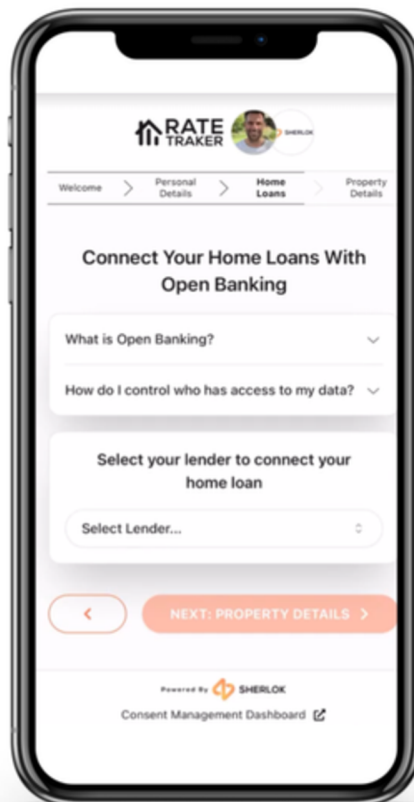 RATE
TRAKER
SHERLOK
Welcome
Personal
Details
Home
Loans
Property
Details
Connect Your Home Loans With
Open Banking
What is Open Banking?
How do I control who has access to my data?
Select your lender to connect your
home loan
Select Lender...
NEXT: PROPERTY DETAILS
Powered By SHERLOK
Consent Management Dashboard